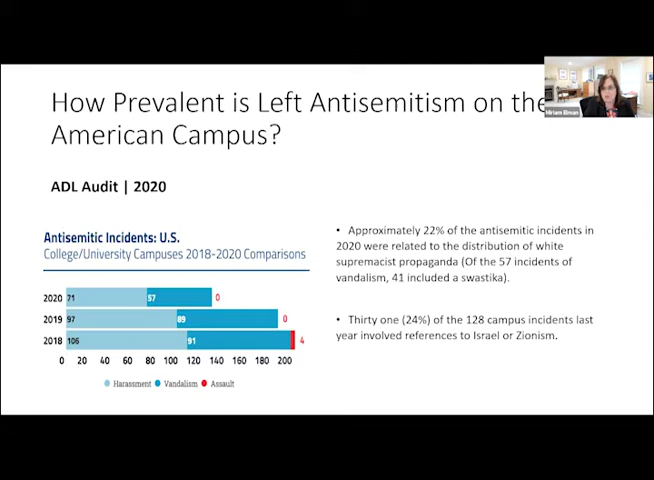 How Prevalent is Left Antisemitism on the
American Campus?
Miriam Elman
ADL Audit | 2020
Antisemitic Incidents: U.S.
College/University Campuses 2018-2020 Comparisons
2020 71 57 0
2019 97 89 0
2018 106 91 4
0 20 40 60 80 100 120 140 160 180 200
Harassment Vandalism Assault
• Approximately 22% of the antisemitic incidents in
2020 were related to the distribution of white
supremacist propaganda (Of the 57 incidents of
vandalism, 41 included a swastika).
• Thirty one (24%) of the 128 campus incidents last
year involved references to Israel or Zionism.